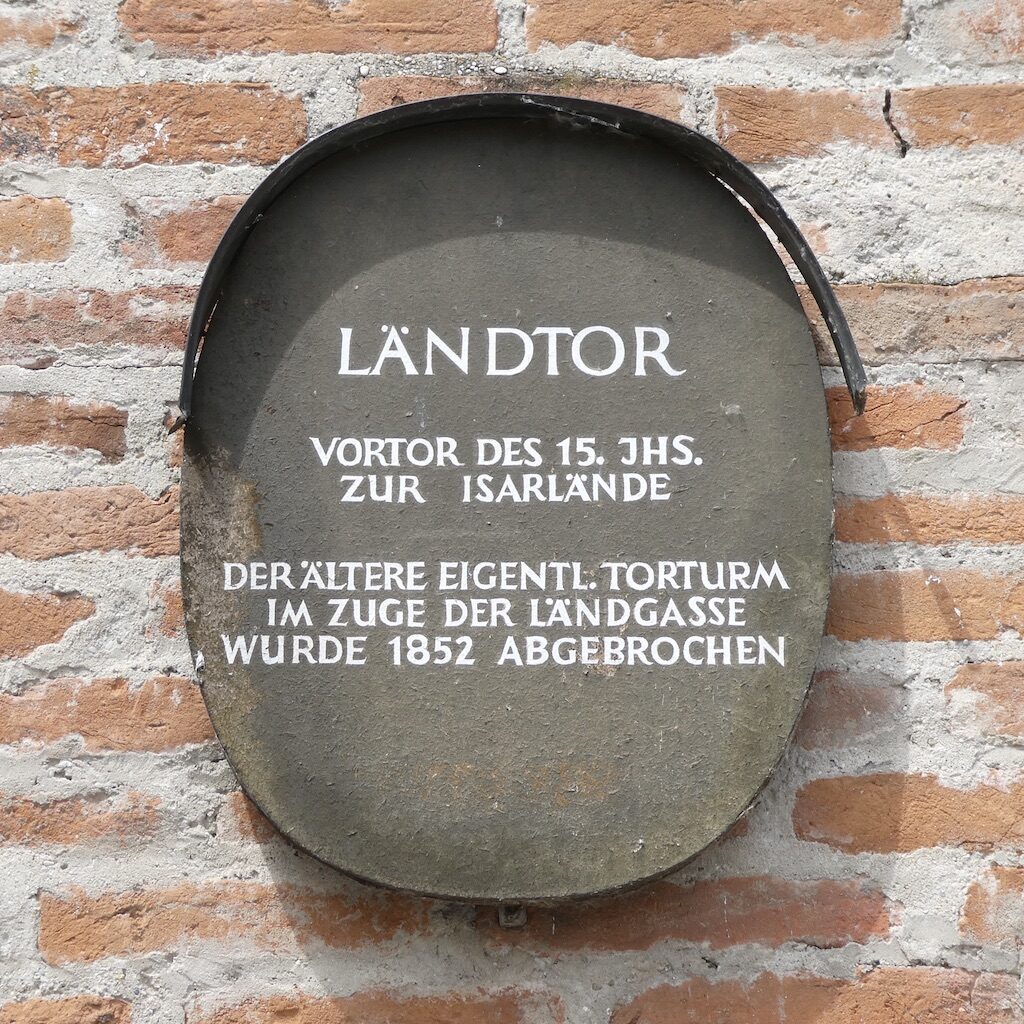 LÄNDTOR
VORTOR DES 15. JHS.
ZUR ISARLÄNDE
DER ÄLTERE EIGENTL. TORTURM
IM ZUGE DER LÄNDGASSE
WURDE 1852 ABGEBROCHEN